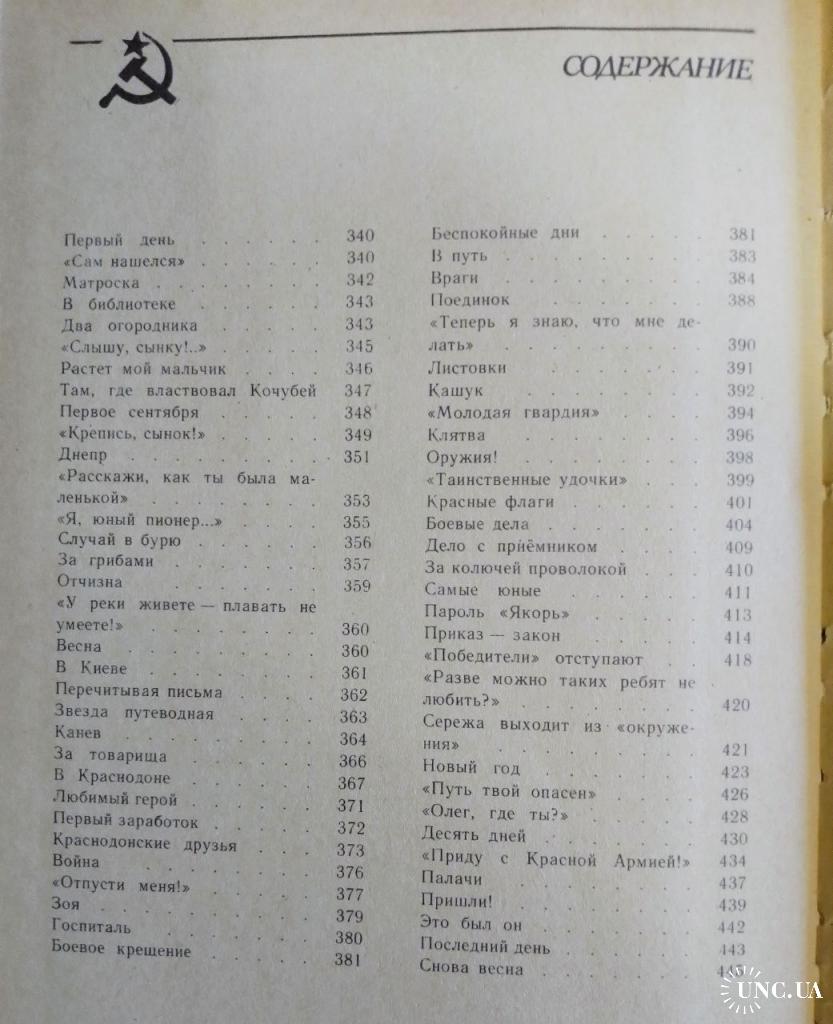 СОДЕРЖАНИЕ
Первый день . . . . . . 340
«Сам нашелся» . . . . . . 340
Матроска . . . . . . . . 342
В библиотеке . . . . . . 343
Два огородника . . . . . 343
«Слышу, сынку!..» . . . . . 345
Растет мой мальчик . . . . 346
Там, где властвовал Кочубей 347
Первое сентября . . . . . 348
«Крепись, сынок!» . . . . . 349
Днепр . . . . . . . . . 351
«Расскажи, как ты была ма-
ленькой» . . . . . . . . 353
«Я, юный пионер...» . . . . 355
Случай в бурю . . . . . . 356
За грибами . . . . . . . 357
Отчизна . . . . . . . 359
«У реки живете — плавать не
умеете!» . . . . . . . . 360
Весна . . . . . . . . . 360
В Киеве . . . . . . . . 361
Перечитывая письма . . . . 362
Звезда путеводная . . . . 363
Канев . . . . . . . . . 364
За товарища . . . . . . 366
В Краснодоне . . . . . . 367
Любимый герой . . . . . . 371
Первый заработок . . . . . 372
Краснодонские друзья . . . 373
Война . . . . . . . . 376
«Отпусти меня!» . . . . . 377
Зоя . . . . . . . . . 379
Госпиталь . . . . . . . 380
Боевое крещение . . . . . 381
Беспокойные дни . . . . . 381
В путь . . . . . . . . 383
Враги . . . . . . . . 384
Поединок . . . . . . 388
«Теперь я знаю, что мне де-
лать» . . . . . . . . . 390
Листовки . . . . . . 391
Кашук . . . . . . . . 392
«Молодая гвардия» . . . . 394
Клятва . . . . . . . . 396
Оружия! . . . . . . . . 398
«Таинственные удочки» . . . 399
Красные флаги . . . . . . 401
Боевые дела . . . . . . 404
Дело с приёмником . . . . 409
За колючей проволокой . . . 410
Самые юные . . . . . . 411
Пароль «Якорь» . . . . . 413
Приказ — закон . . . . . 414
«Победители» отступают . . 418
«Разве можно таких ребят не
любить?» . . . . . . . . 420
Сережа выходит из «окруже-
ния» . . . . . . . . . 421
Новый год . . . . . . . 423
«Путь твой опасен» . . . . 426
«Олег, где ты?» . . . . . 428
Десять дней . . . . . . 430
«Приду с Красной Армией!» 434
Палачи . . . . . . . . 437
Пришли! . . . . . . . . 439
Это был он . . . . . . . 442
Последний день . . . . . 443
Снова весна . . . . . .
UNC.UA